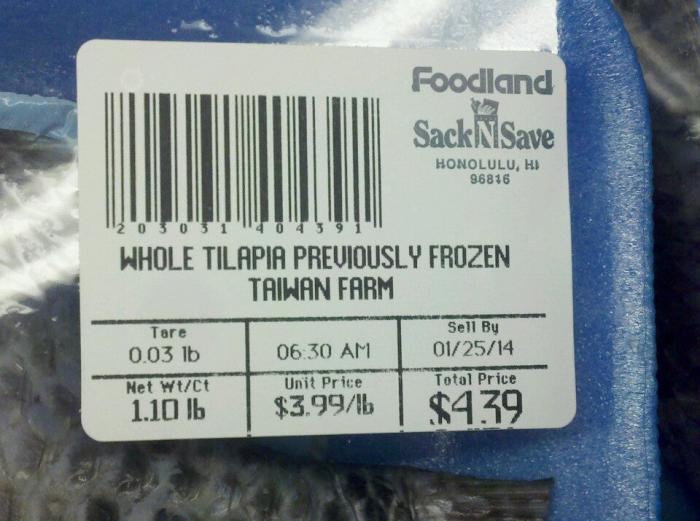 Foodland
Sack N Save
HONOLULU, HI
96816
203031 404391
WHOLE TILAPIA PREVIOUSLY FROZEN
TAIWAN FARM
Tare
0.03 lb
06:30 AM
Sell By
01/25/14
Net Wt/Ct
1.10 lb
Unit Price
$3.99/lb
Total Price
$4.39